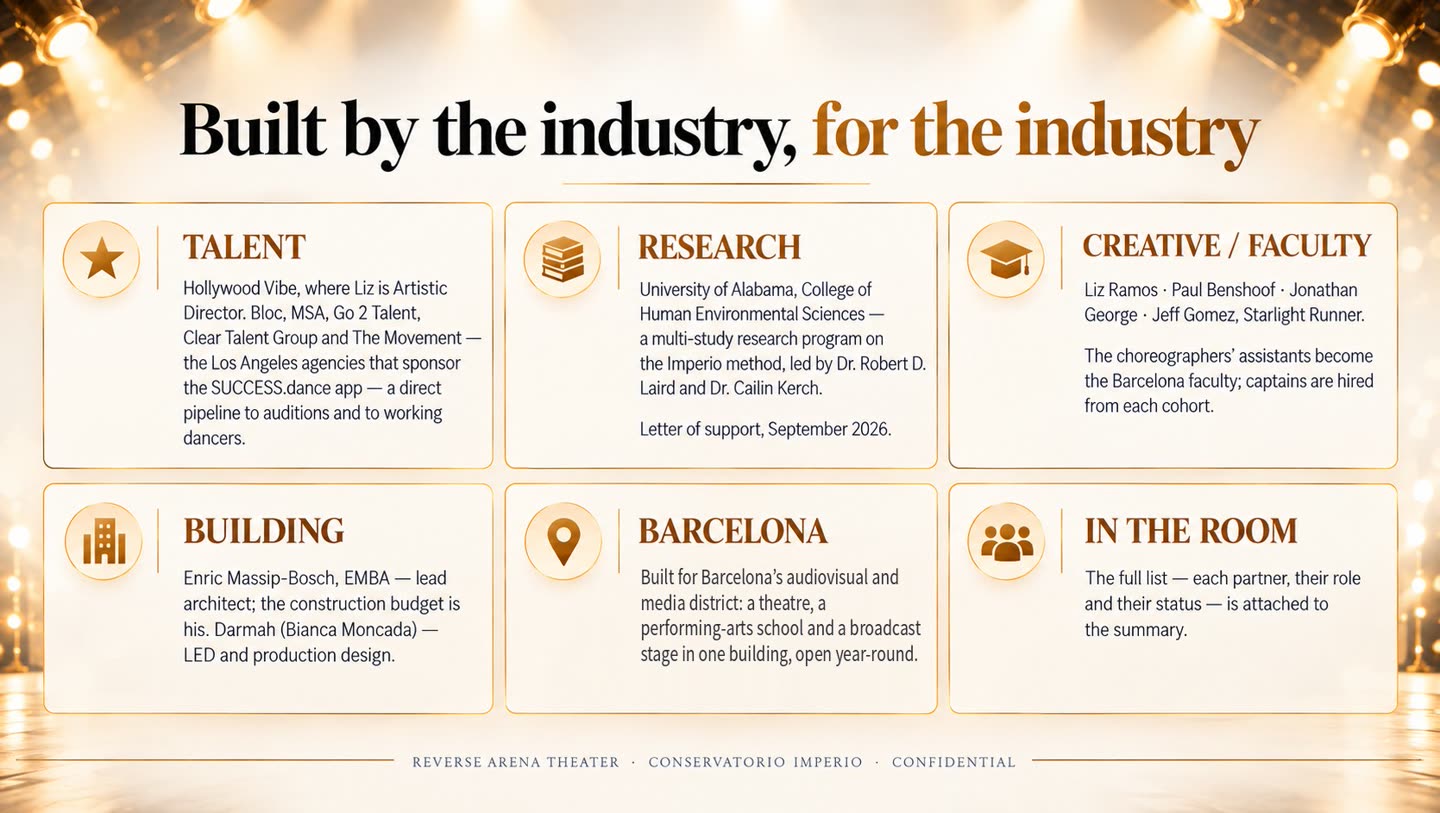 Built by the industry, for the industry
TALENT
Hollywood Vibe, where Liz is Artistic
Director. Bloc, MSA, Go 2 Talent,
Clear Talent Group and The Movement —
the Los Angeles agencies that sponsor
the SUCCESS.dance app — a direct
pipeline to auditions and to working
dancers.
RESEARCH
University of Alabama, College of
Human Environmental Sciences —
a multi-study research program on
the Imperio method, led by Dr. Robert D.
Laird and Dr. Cailin Kerch.
Letter of support, September 2026.
CREATIVE / FACULTY
Liz Ramos · Paul Benshoof · Jonathan
George · Jeff Gomez, Starlight Runner.
The choreographers’ assistants become
the Barcelona faculty; captains are hired
from each cohort.
BUILDING
Enric Massip-Bosch, EMBA — lead
architect; the construction budget is
his. Darmah (Bianca Moncada) —
LED and production design.
BARCELONA
Built for Barcelona’s audiovisual and
media district: a theatre, a
performing-arts school and a broadcast
stage in one building, open year-round.
IN THE ROOM
The full list — each partner, their role
and their status — is attached to
the summary.
REVERSE ARENA THEATER · CONSERVATORIO IMPERIO · CONFIDENTIAL